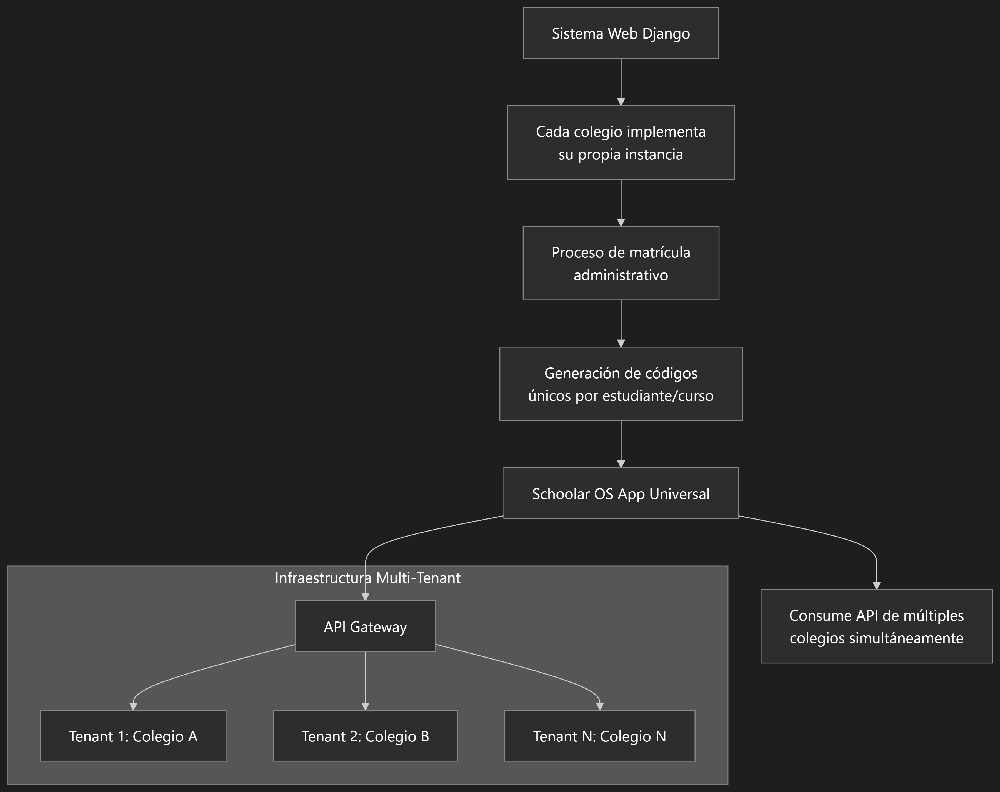 Sistema Web Django
Cada colegio implementa
su propia instancia
Proceso de matrícula
administrativo
Generación de códigos
únicos por estudiante/curso
Schoolar OS App Universal
Infraestructura Multi-Tenant
API Gateway
Consume API de múltiples
colegios simultáneamente
Tenant 1: Colegio A
Tenant 2: Colegio B
Tenant N: Colegio N